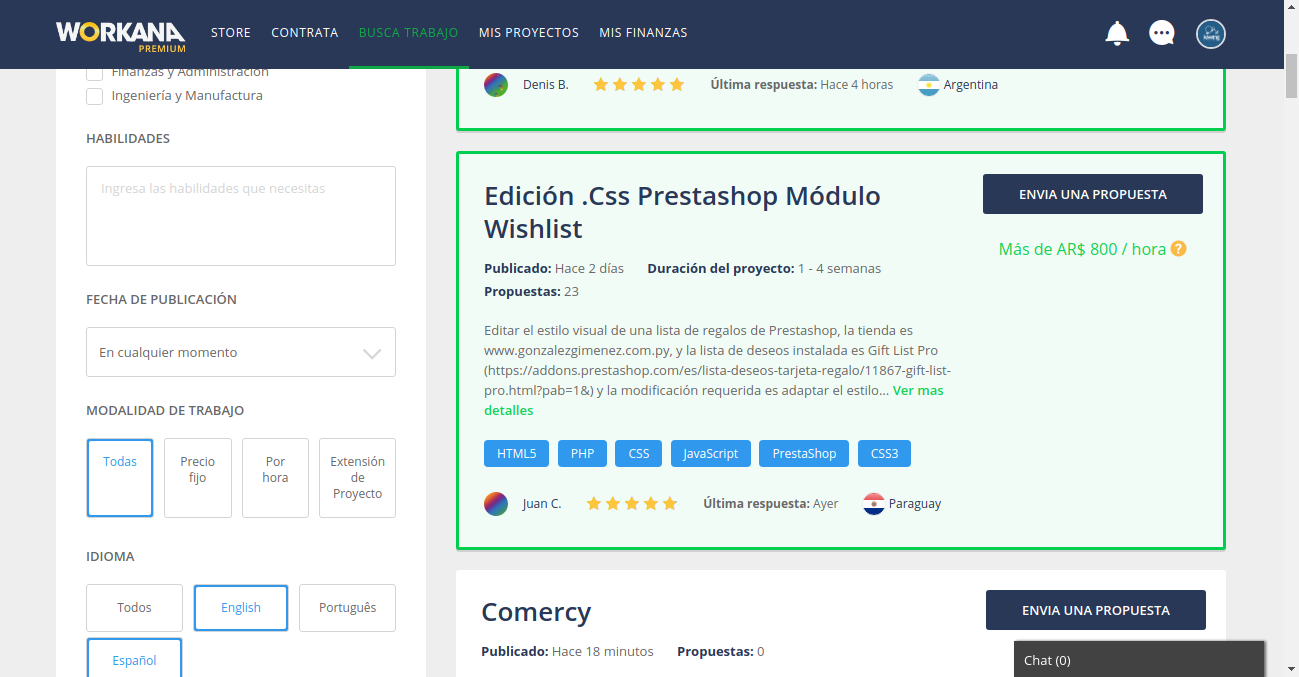 WORKANA
PREMIUM
STORE
CONTRATA
BUSCA TRABAJO
MIS PROYECTOS
MIS FINANZAS
Finanzas y Administración
Ingeniería y Manufactura
HABILIDADES
Ingresa las habilidades que necesitas
FECHA DE PUBLICACIÓN
En cualquier momento
MODALIDAD DE TRABAJO
Todas
Precio
fijo
Por
hora
Extensión
de
Proyecto
IDIOMA
Todos
English
Português
Español
Denis B.
Última respuesta: Hace 4 horas
Argentina
Edición .Css Prestashop Módulo
Wishlist
ENVIA UNA PROPUESTA
Más de AR$ 800 / hora ?
Publicado: Hace 2 días
Duración del proyecto: 1 - 4 semanas
Propuestas: 23
Editar el estilo visual de una lista de regalos de Prestashop, la tienda es
www.gonzalezgimenez.com.py, y la lista de deseos instalada es Gift List Pro
(https://addons.prestashop.com/es/lista-deseos-tarjeta-regalo/11867-gift-list-
pro.html?pab=1&) y la modificación requerida es adaptar el estilo... Ver mas
detalles
HTML5
PHP
CSS
JavaScript
PrestaShop
CSS3
Juan C.
Última respuesta: Ayer
Paraguay
Comercy
ENVIA UNA PROPUESTA
Publicado: Hace 18 minutos
Propuestas: 0
Chat (0)